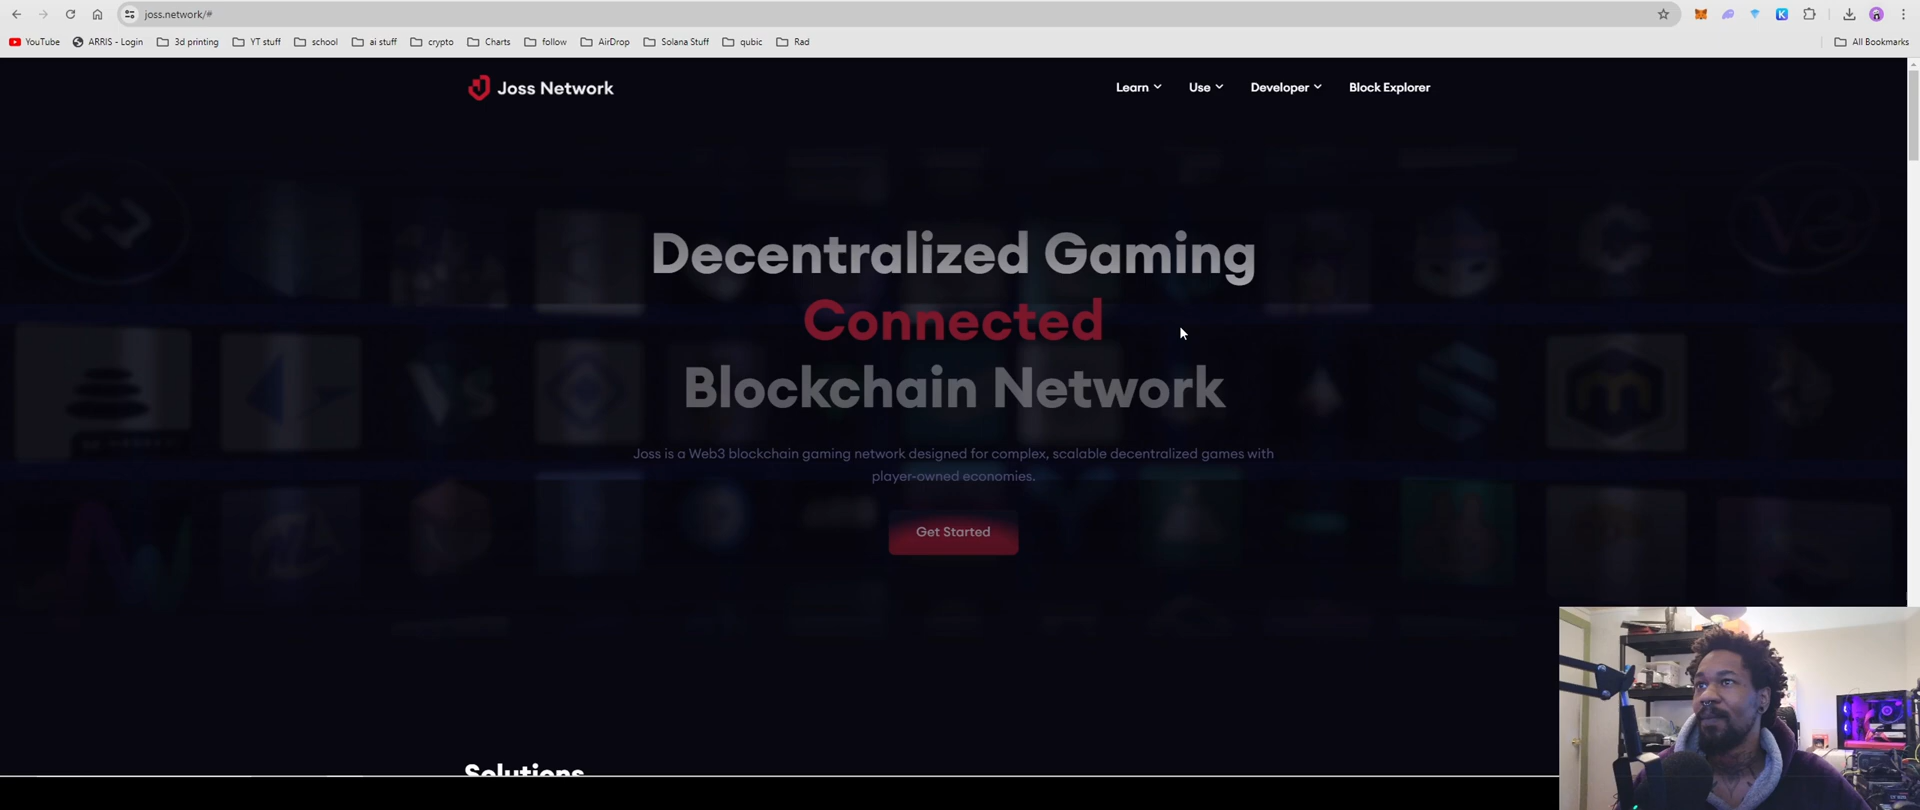 joss.network/#
YouTube ARRIS - Login 3d printing YT stuff school ai stuff crypto Charts follow AirDrop Solana Stuff qubic Rad All Bookmarks
Joss Network Learn Use Developer Block Explorer
Decentralized Gaming
Connected
Blockchain Network
Joss is a Web3 blockchain gaming network designed for complex, scalable decentralized games with
player-owned economies.
Get Started
Solutions